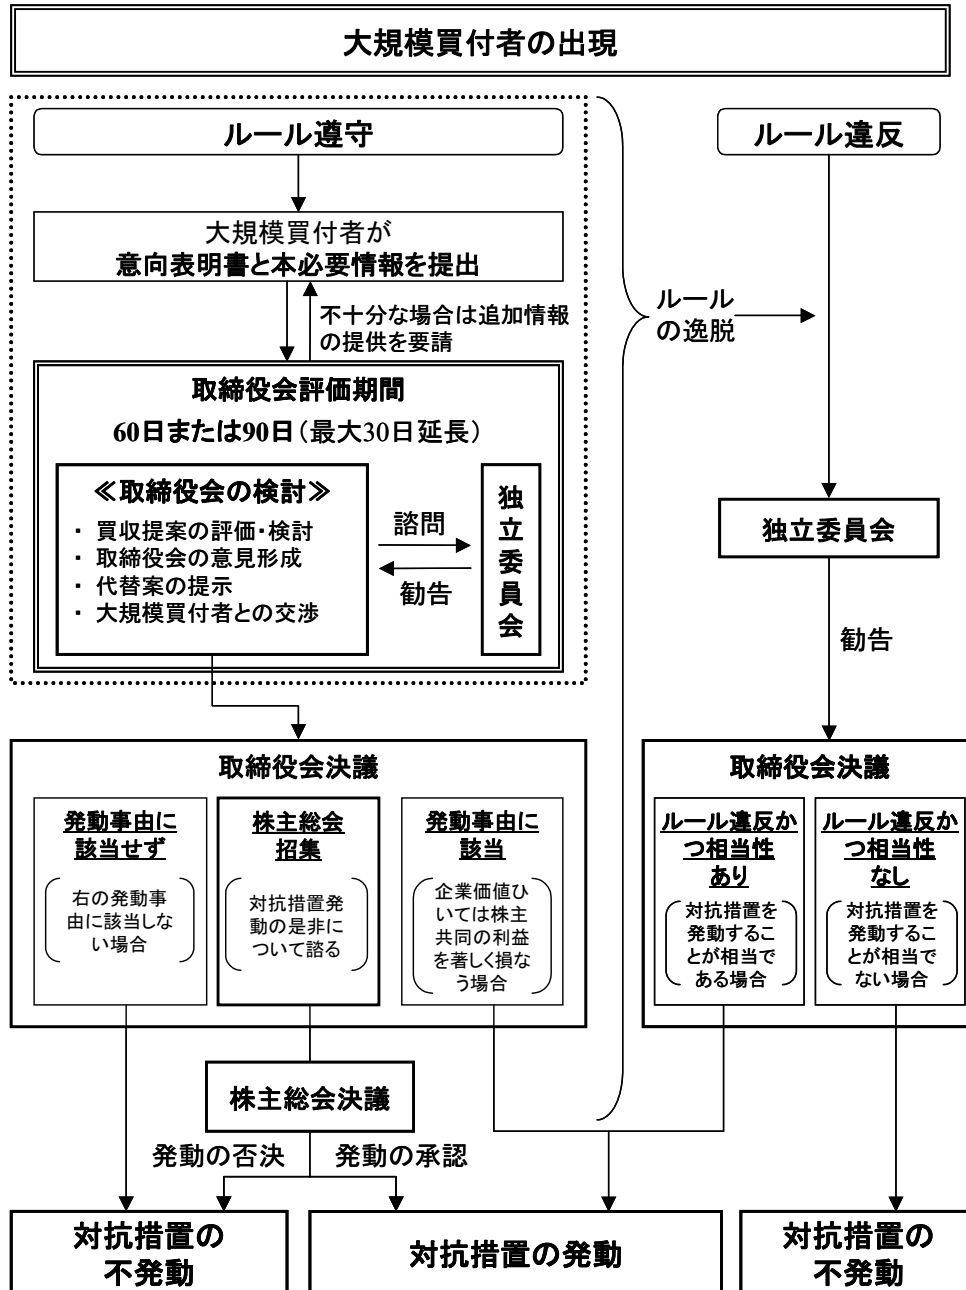 大規模買付者の出現
ルール遵守
大規模買付者が
意向表明書と本必要情報を提出
不十分な場合は追加情報
の提供を要請
取締役会評価期間
60日または90日（最大30日延長）
≪取締役会の検討≫
・ 買収提案の評価・検討
・ 取締役会の意見形成
・ 代替案の提示
・ 大規模買付者との交渉
諮問
勧告
独
立
委
員
会
ルール
の逸脱
ルール違反
独立委員会
勧告
取締役会決議
発動事由に
該当せず
右の発動事
由に該当しな
い場合
株主総会
招集
対抗措置発
動の是非に
ついて諮る
発動事由に
該当
企業価値ひ
いては株主
共同の利益
を著しく損な
う場合
取締役会決議
ルール違反か
つ相当性
あり
対抗措置を
発動するこ
とが相当で
ある場合
ルール違反か
つ相当性
なし
対抗措置を
発動するこ
とが相当で
ない場合
株主総会決議
発動の否決
発動の承認
対抗措置の
不発動
対抗措置の発動
対抗措置の
不発動